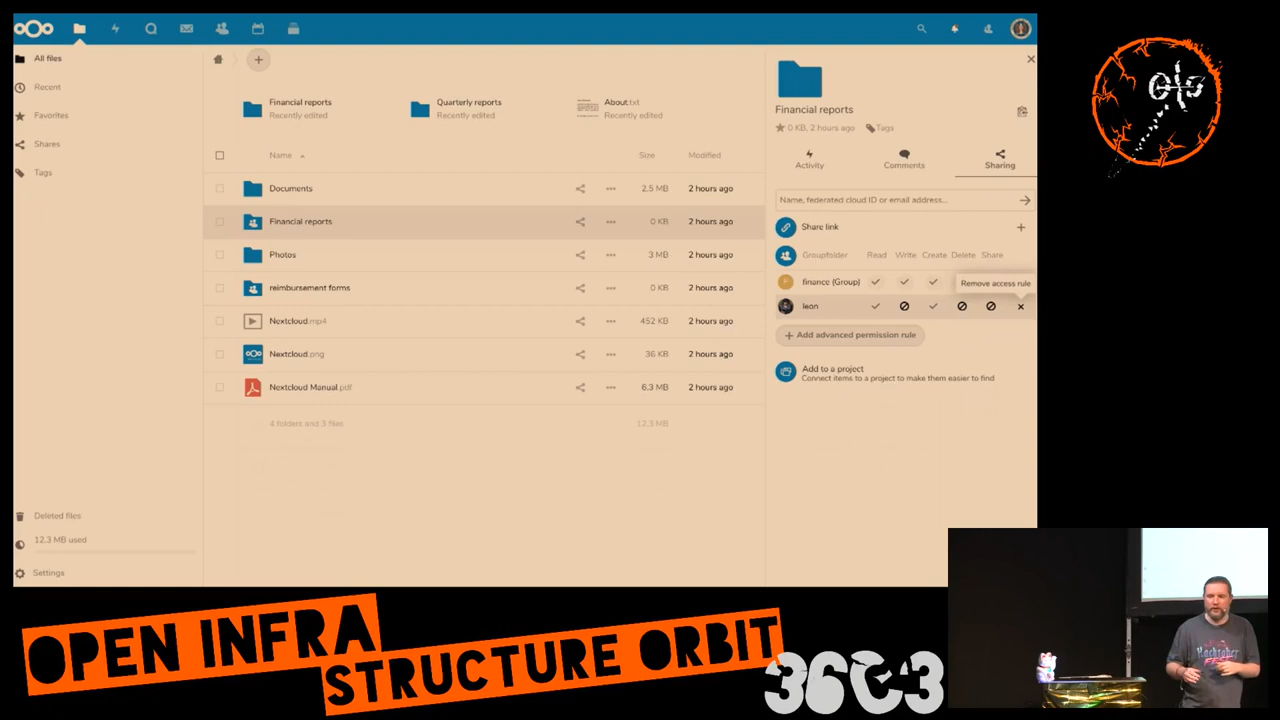 All files
Recent
Favorites
Shares
Tags
Deleted files
12.3 MB used
Settings
Financial reports
Recently edited
Quarterly reports
Recently edited
About.txt
Recently edited
Name Size Modified
Documents 2.5 MB 2 hours ago
Financial reports 0 KB 2 hours ago
Photos 3 MB 2 hours ago
reimbursement forms 0 KB 2 hours ago
Nextcloud.mp4 452 KB 2 hours ago
Nextcloud.png 36 KB 2 hours ago
Nextcloud Manual.pdf 6.3 MB 2 hours ago
4 folders and 3 files 12.3 MB
Financial reports
0 KB, 2 hours ago Tags
Activity Comments Sharing
Name, federated cloud ID or email address...
Share link
Groupfolder Read Write Create Delete Share
finance (Group)
Remove access rule
leon
Add advanced permission rule
Add to a project
Connect items to a project to make them easier to find
OPEN INFRA
STRUCTURE ORBIT
36C3